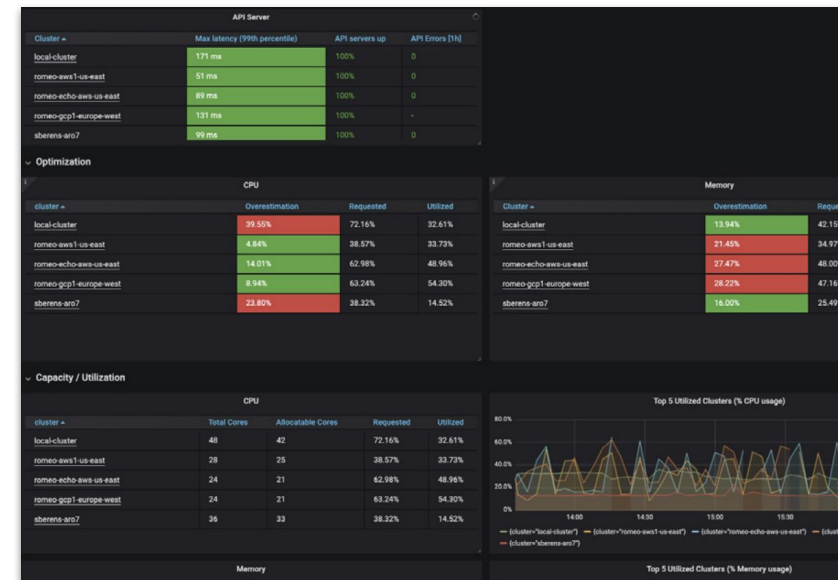 API Server
Cluster Max latency (99th percentile) API servers up API Errors [1h]
local-cluster 171 ms 100% 0
romeo-aws1-us-east 51 ms 100% 0
romeo-echo-aws-us-east 89 ms 100% 0
romeo-gcp1-europe-west 131 ms 100% -
sberens-aro7 99 ms 100% 0
Optimization
CPU
cluster Overestimation Requested Utilized
local-cluster 39.55% 72.16% 32.61%
romeo-aws1-us-east 4.84% 38.57% 33.73%
romeo-echo-aws-us-east 14.01% 62.98% 48.96%
romeo-gcp1-europe-west 8.94% 63.24% 54.30%
sberens-aro7 23.80% 38.32% 14.52%
Memory
Cluster Overestimation Reque
local-cluster 13.94% 42.15
romeo-aws1-us-east 21.45% 34.97
romeo-echo-aws-us-east 27.47% 48.00
romeo-gcp1-europe-west 28.22% 47.16
sberens-aro7 16.00% 25.49
Capacity / Utilization
CPU
cluster Total Cores Allocatable Cores Requested Utilized
local-cluster 48 42 72.16% 32.61%
romeo-aws1-us-east 28 25 38.57% 33.73%
romeo-echo-aws-us-east 24 21 62.98% 48.96%
romeo-gcp1-europe-west 24 21 63.24% 54.30%
sberens-aro7 36 33 38.32% 14.52%
Top 5 Utilized Clusters (% CPU usage)
80.0%
60.0%
40.0%
20.0%
0%
14:00 14:30 15:00 15:30
{cluster="local-cluster"} {cluster="romeo-aws1-us-east"} {cluster="romeo-echo-aws-us-east"} {clust
{cluster="sberens-aro7"}
Memory
Top 5 Utilized Clusters (% Memory usage)